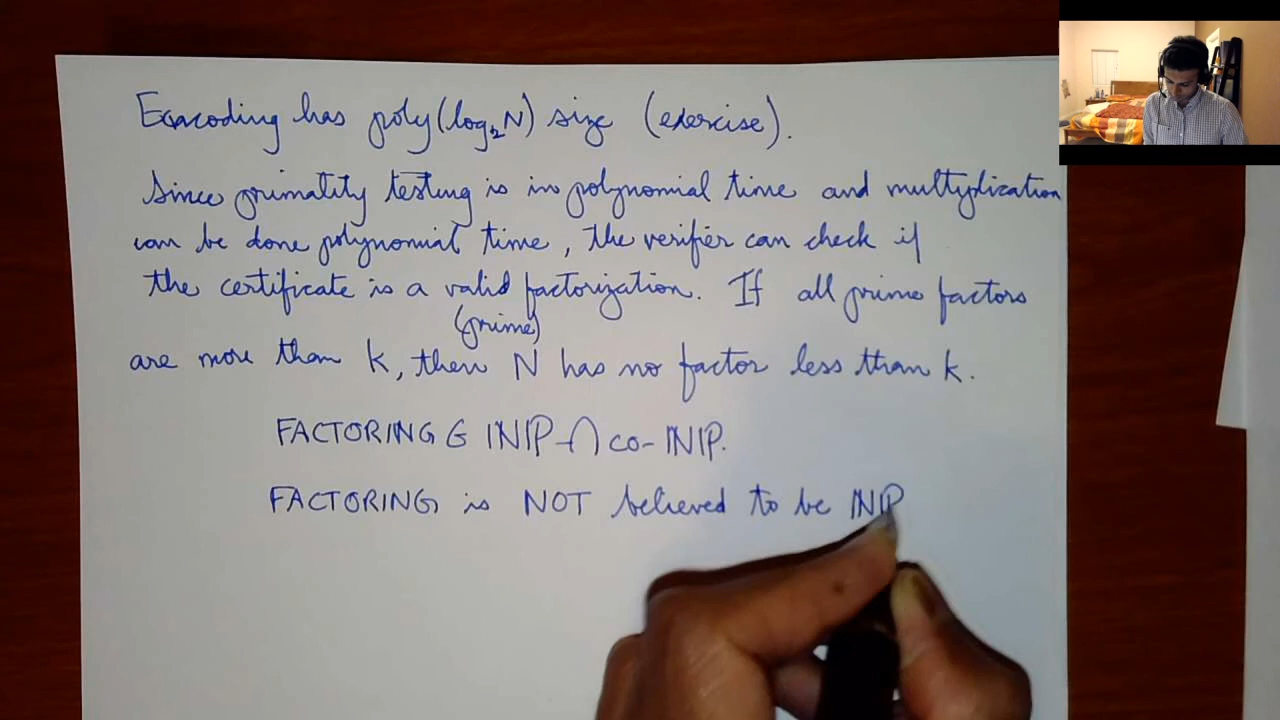 Encoding has poly(log₂N) size (exercise).
Since primality testing is in polynomial time and multiplication
can be done polynomial time, the verifier can check if
the certificate is a valid factorization. If all prime factors
(prime)
are more than k, then N has no factor less than k.
FACTORING ∈ NP ∩ co-NP.
FACTORING is NOT believed to be NP